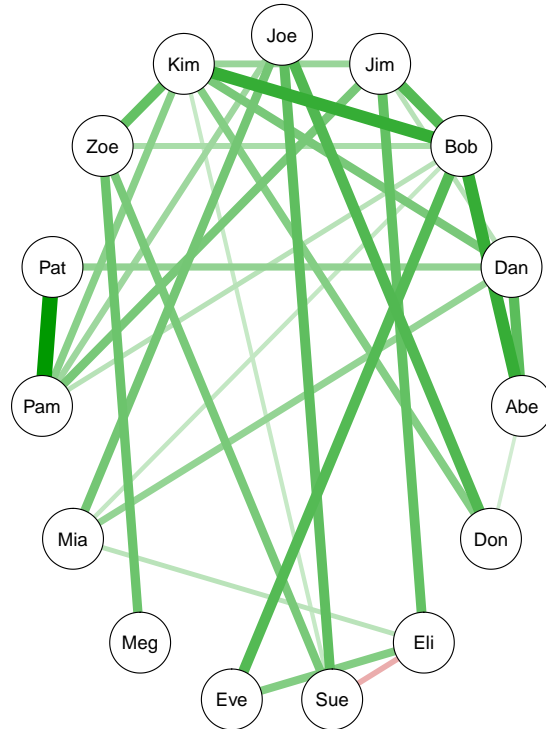 Joe
Kim
Jim
Zoe
Bob
Pat
Dan
Pam
Abe
Mia
Don
Meg
Eli
Eve
Sue